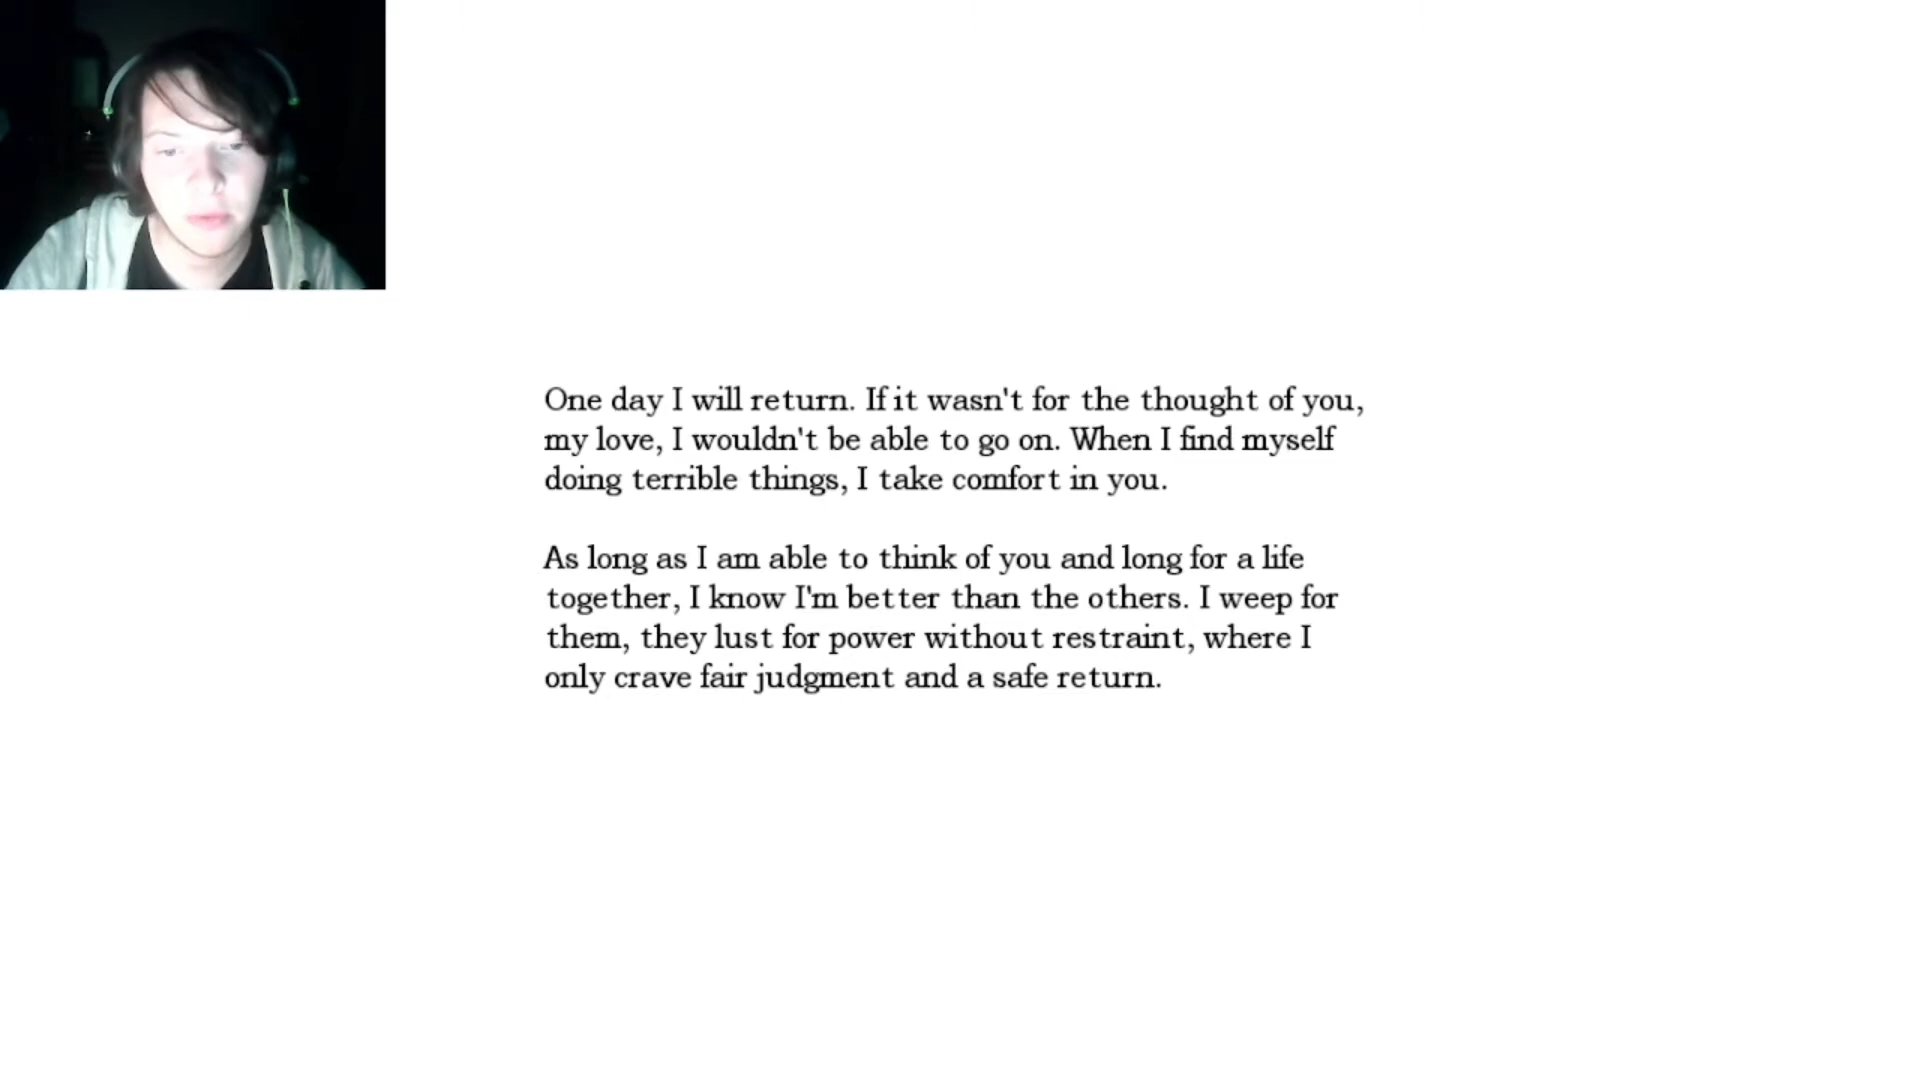 One day I will return. If it wasn't for the thought of you,
my love, I wouldn't be able to go on. When I find myself
doing terrible things, I take comfort in you.
As long as I am able to think of you and long for a life
together, I know I'm better than the others. I weep for
them, they lust for power without restraint, where I
only crave fair judgment and a safe return.